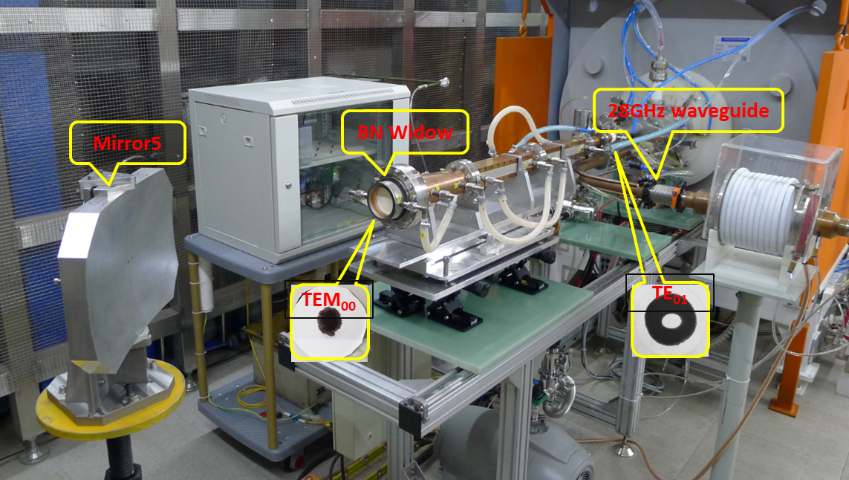 Mirror5
BN Widow
28GHz waveguide
TEM₀₀
TE₀₁